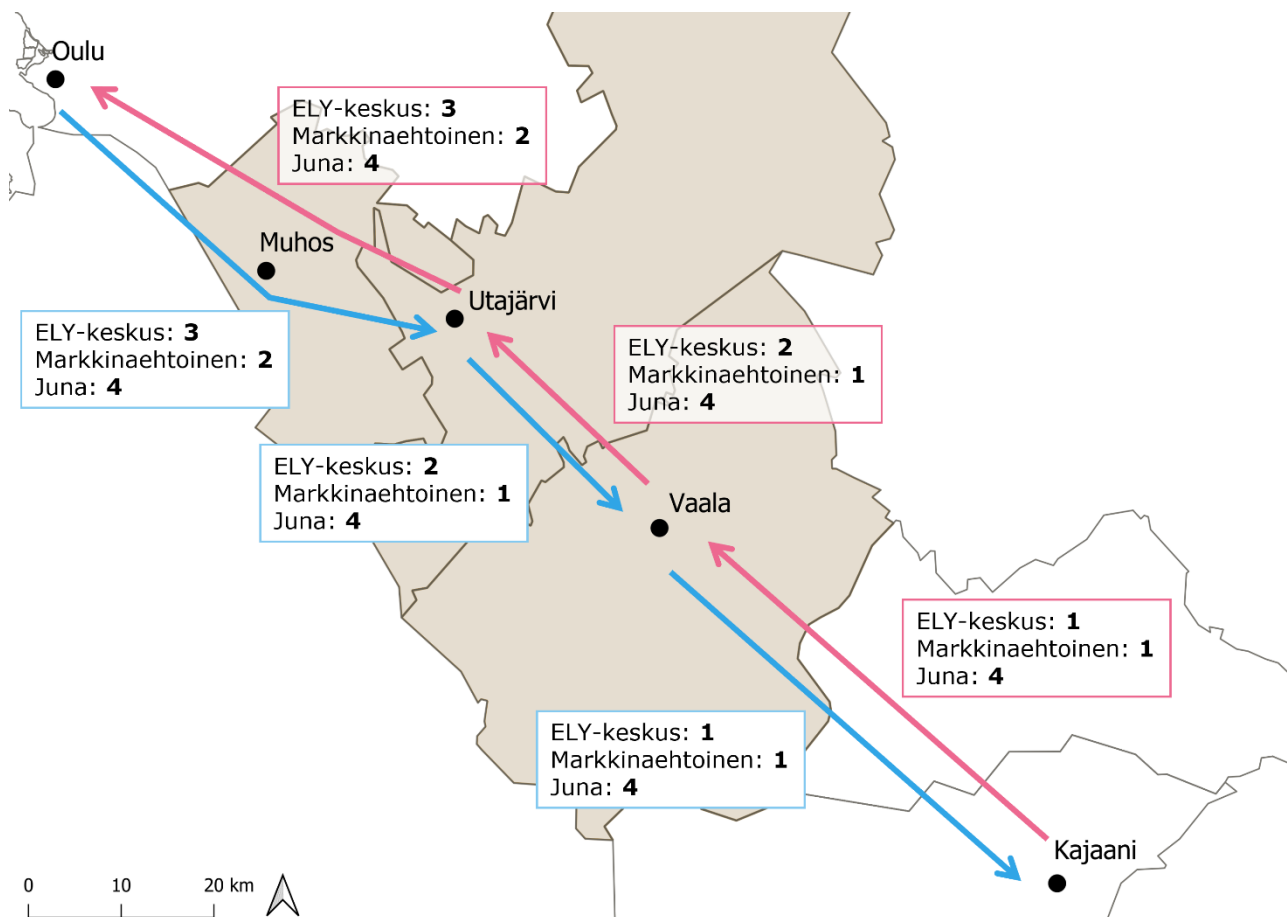 Oulu
ELY-keskus: 3
Markkinaehtoinen: 2
Juna: 4
Muhos
Utajärvi
ELY-keskus: 3
Markkinaehtoinen: 2
Juna: 4
ELY-keskus: 2
Markkinaehtoinen: 1
Juna: 4
ELY-keskus: 2
Markkinaehtoinen: 1
Juna: 4
Vaala
ELY-keskus: 1
Markkinaehtoinen: 1
Juna: 4
ELY-keskus: 1
Markkinaehtoinen: 1
Juna: 4
Kajaani
0 10 20 km